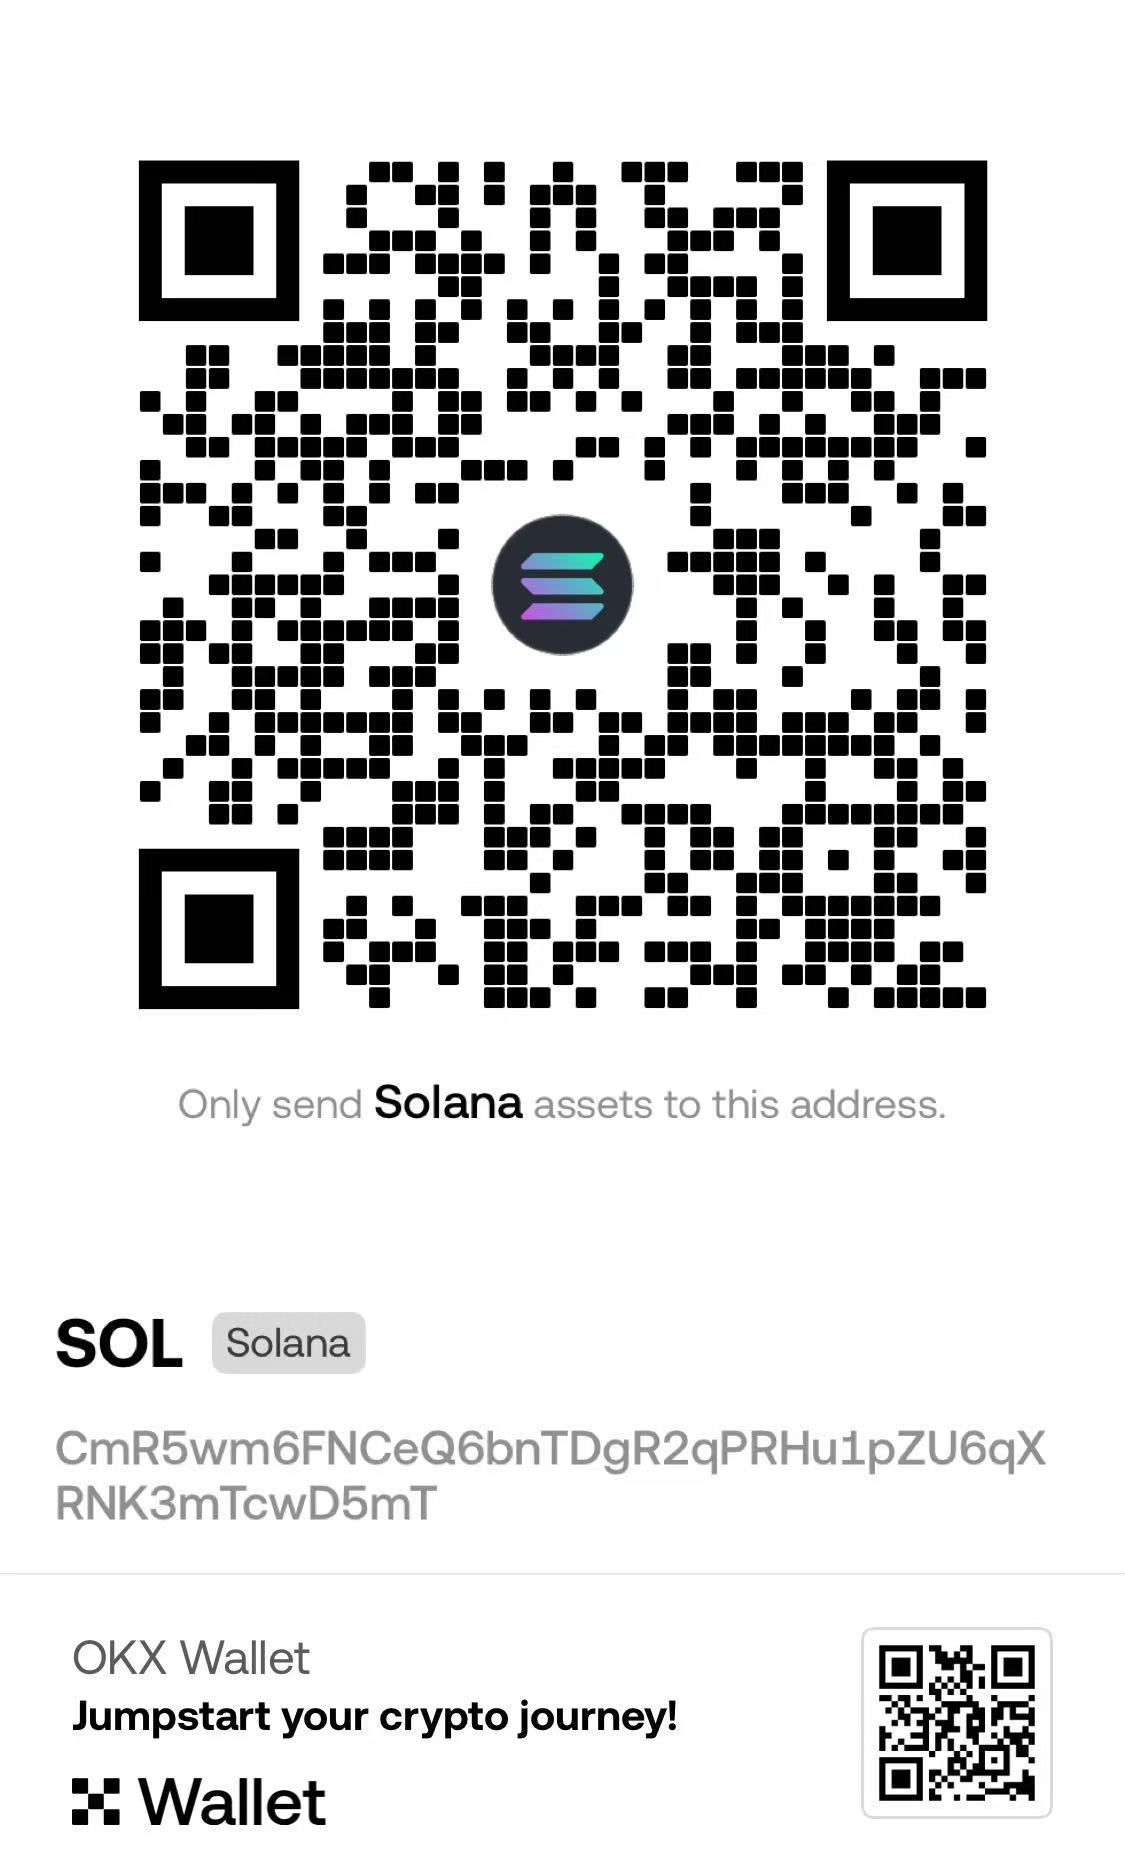 Only send Solana assets to this address.
SOL Solana
CmR5wm6FNCeQ6bnTDgR2qPRHu1pZU6qX
RNK3mTcwD5mT
OKX Wallet
Jumpstart your crypto journey!
Wallet